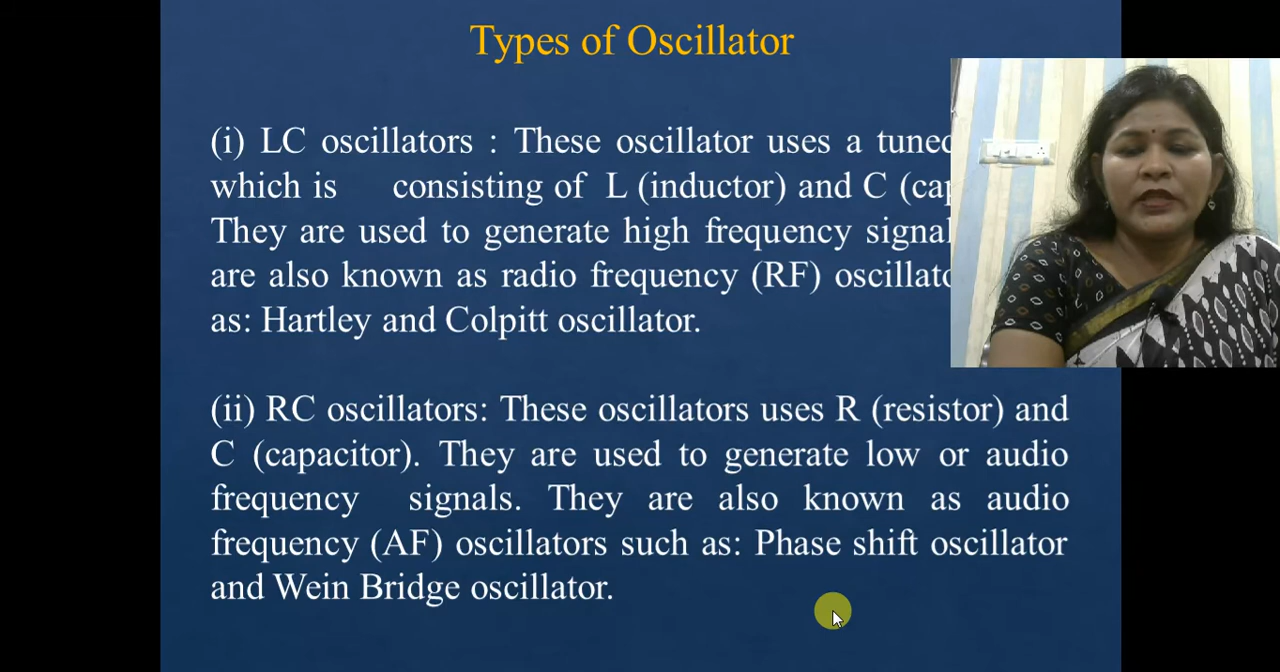 Types of Oscillator
(i) LC oscillators : These oscillator uses a tuned
which is consisting of L (inductor) and C
They are used to generate high frequency
are also known as radio frequency (RF)
as: Hartley and Colpitt oscillator.
(ii) RC oscillators: These oscillators uses R (resistor) and
C (capacitor). They are used to generate low or audio
frequency signals. They are also known as audio
frequency (AF) oscillators such as: Phase shift oscillator
and Wein Bridge oscillator.